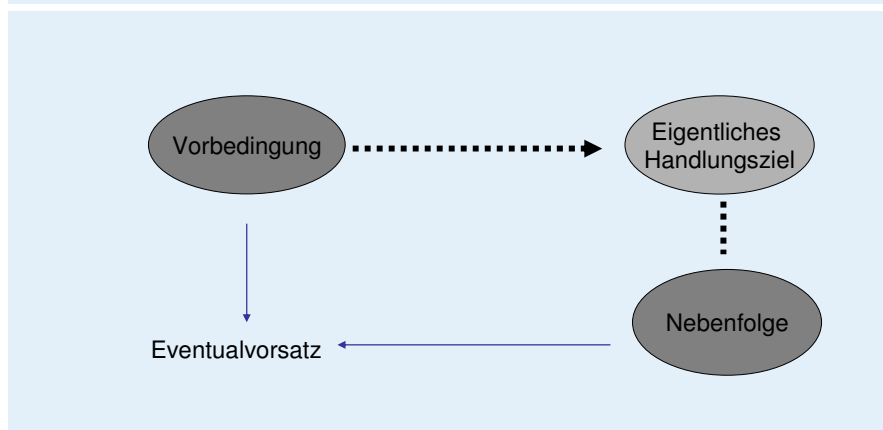 Vorbedingung
Eigentliches
Handlungsziel
Nebenfolge
Eventualvorsatz